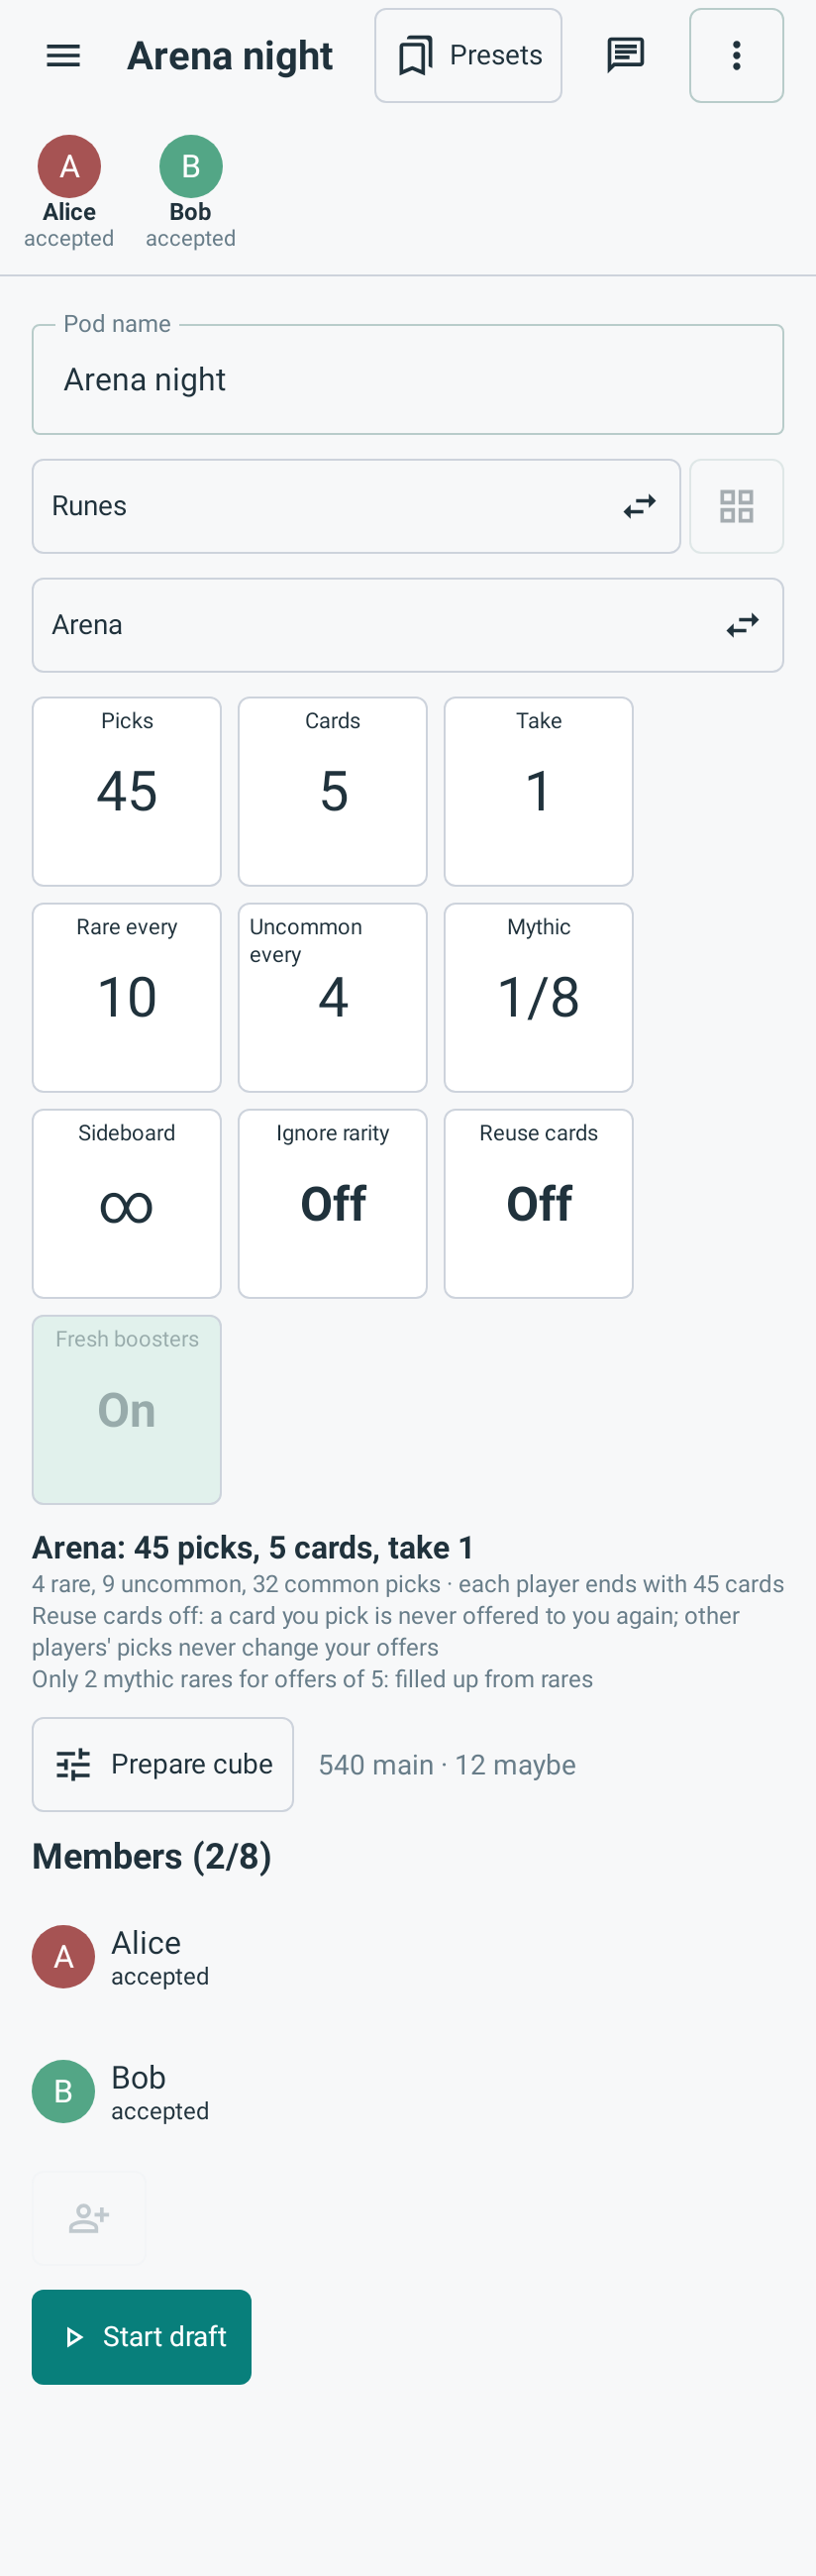 Arena night
Presets
A
B
Alice
Bob
accepted
accepted
Pod name
Arena night
Runes
Arena
Picks
45
Cards
5
Take
1
Rare every
10
Uncommon
every
4
Mythic
1/8
Sideboard
∞
Ignore rarity
Off
Reuse cards
Off
Fresh boosters
On
Arena: 45 picks, 5 cards, take 1
4 rare, 9 uncommon, 32 common picks · each player ends with 45 cards
Reuse cards off: a card you pick is never offered to you again; other
players' picks never change your offers
Only 2 mythic rares for offers of 5: filled up from rares
Prepare cube
540 main · 12 maybe
Members (2/8)
A
Alice
accepted
B
Bob
accepted
Start draft